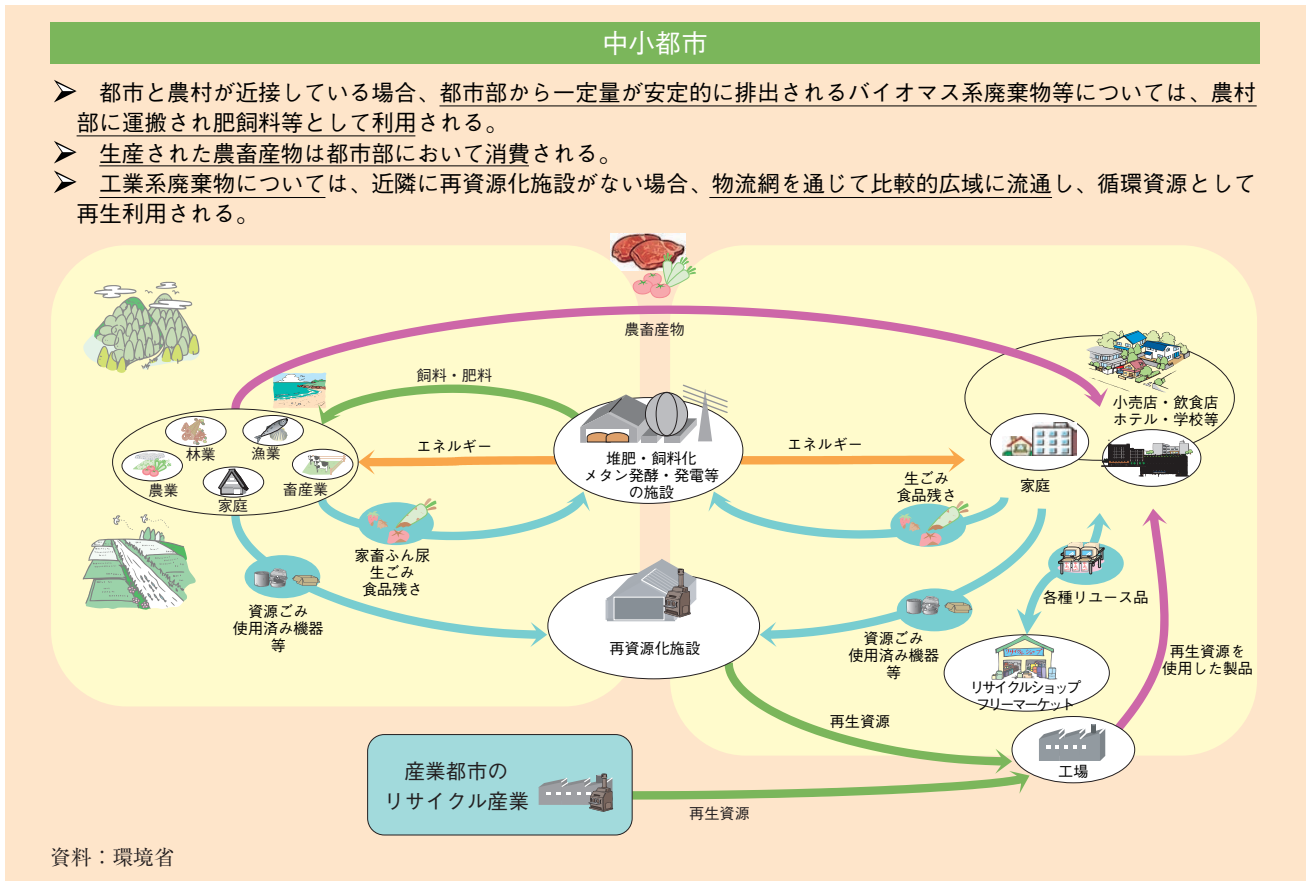 中小都市
➢ 都市と農村が近接している場合、都市部から一定量が安定的に排出されるバイオマス系廃棄物等については、農村
部に運搬され肥飼料等として利用される。
➢ 生産された農畜産物は都市部において消費される。
➢ 工業系廃棄物については、近隣に再資源化施設がない場合、物流網を通じて比較的広域に流通し、循環資源として
再生利用される。
農畜産物
飼料・肥料
小売店・飲食店
ホテル・学校等
林業
漁業
農業
家庭
畜産業
エネルギー
堆肥・飼料化
メタン発酵・発電等
の施設
エネルギー
生ごみ
食品残さ
家庭
家畜ふん尿
生ごみ
食品残さ
資源ごみ
使用済み機器
等
再資源化施設
資源ごみ
使用済み機器
等
各種リユース品
リサイクルショップ
フリーマーケット
再生資源を
使用した製品
再生資源
工場
産業都市の
リサイクル産業
再生資源
資料：環境省